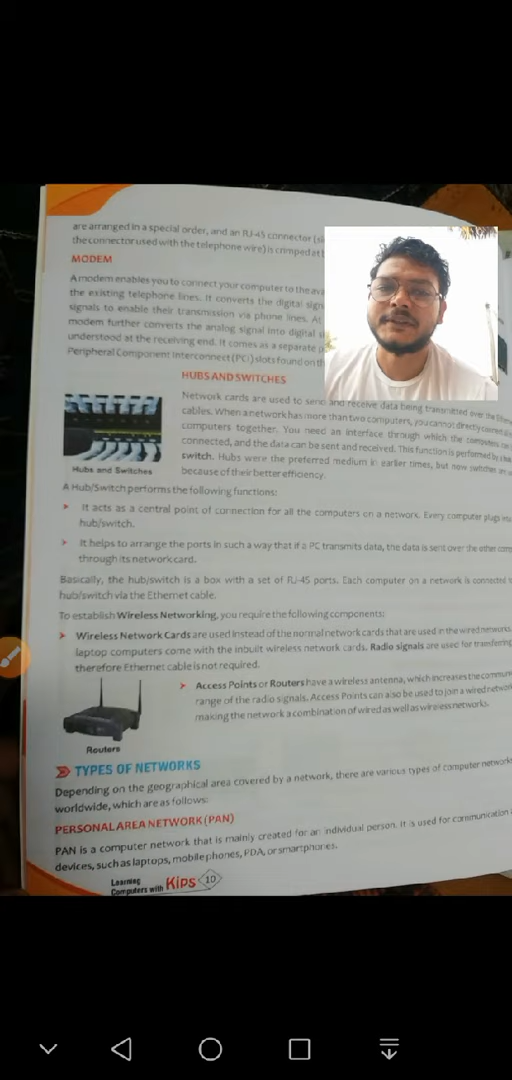 are arranged in a special order, and an RJ-45 connector
the connector used with the telephone wire) is crimped at
MODEM
A modem enables you to connect your computer to the
the existing telephone lines. It converts the digital
signals to enable their transmission via phone lines. At
modem further converts the analog signal into digital
understood at the receiving end. It comes as a separate
Peripheral Component Interconnect (PCI) slots found on
HUBS AND SWITCHES
Network cards are used to send and receive data being transmitted over the
cables. When a network has more than two computers, you cannot directly
computers together. You need an interface through which the computers
connected, and the data can be sent and received. This function is performed by
switch. Hubs were the preferred medium in earlier times, but now switches
because of their better efficiency.
Hubs and Switches
A Hub/Switch performs the following functions:
➤ It acts as a central point of connection for all the computers on a network. Every computer plugs
hub/switch.
➤ It helps to arrange the ports in such a way that if a PC transmits data, the data is sent over the other
through its network card.
Basically, the hub/switch is a box with a set of RJ-45 ports. Each computer on a network is connected
hub/switch via the Ethernet cable.
To establish Wireless Networking, you require the following components:
➤ Wireless Network Cards are used instead of the normal network cards that are used in the wired networks.
laptop computers come with the inbuilt wireless network cards. Radio signals are used for transferring
therefore Ethernet cable is not required.
➤ Access Points or Routers have a wireless antenna, which increases the
range of the radio signals. Access Points can also be used to join a wired
making the network a combination of wired as well as wireless networks.
Routers
TYPES OF NETWORKS
Depending on the geographical area covered by a network, there are various types of computer networks
worldwide, which are as follows:
PERSONAL AREA NETWORK (PAN)
PAN is a computer network that is mainly created for an individual person. It is used for communication
devices, such as laptops, mobile phones, PDA, or smartphones.
Learning
Computers with Kips 10